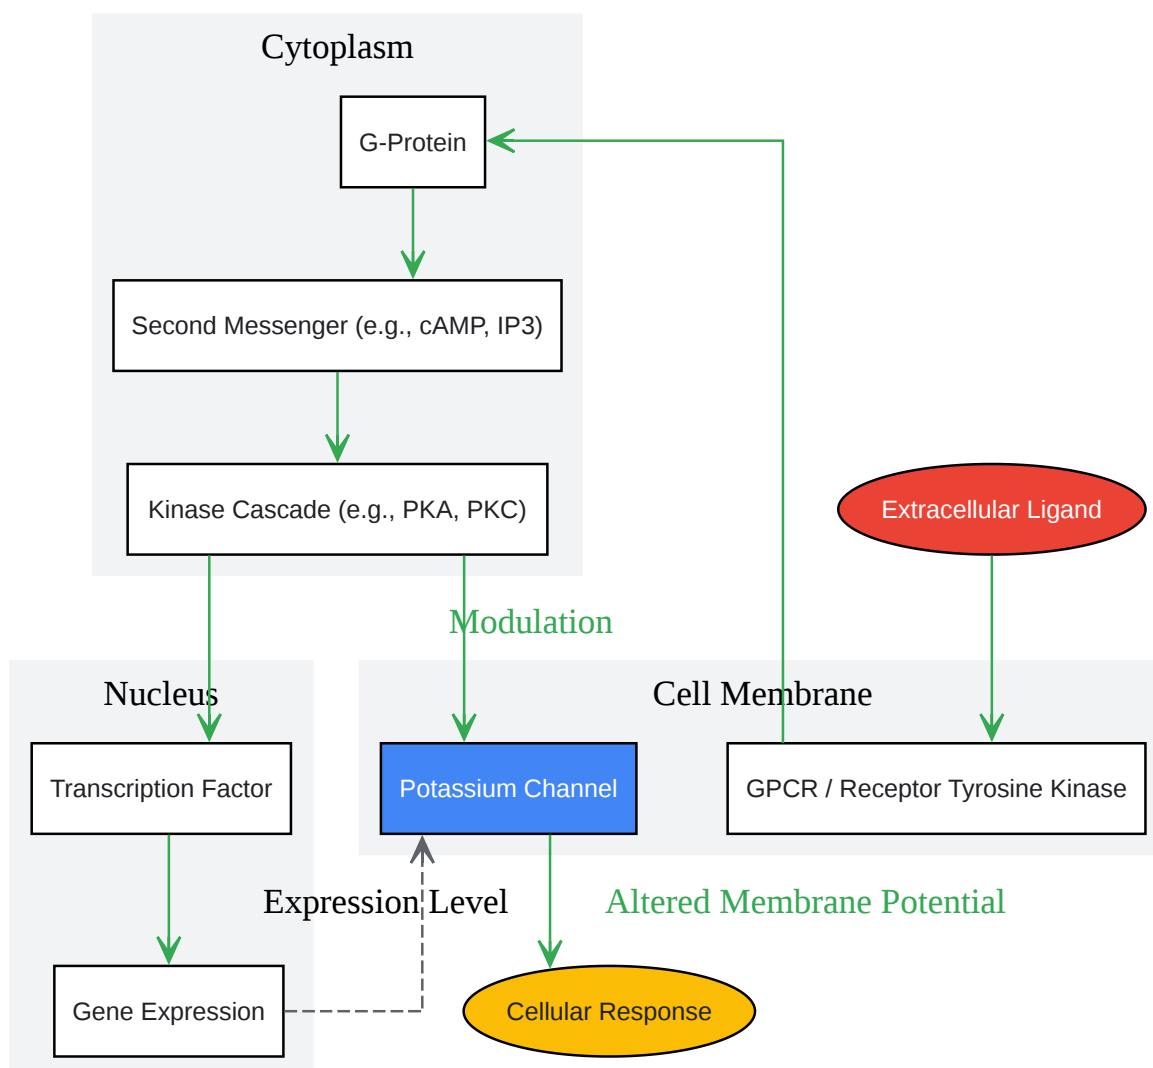 Cytoplasm
G-Protein
Second Messenger (e.g., cAMP, IP3)
Kinase Cascade (e.g., PKA, PKC)
Extracellular Ligand
Modulation
Nucleus
Cell Membrane
Transcription Factor
Potassium Channel
GPCR / Receptor Tyrosine Kinase
Expression Level
Altered Membrane Potential
Gene Expression
Cellular Response